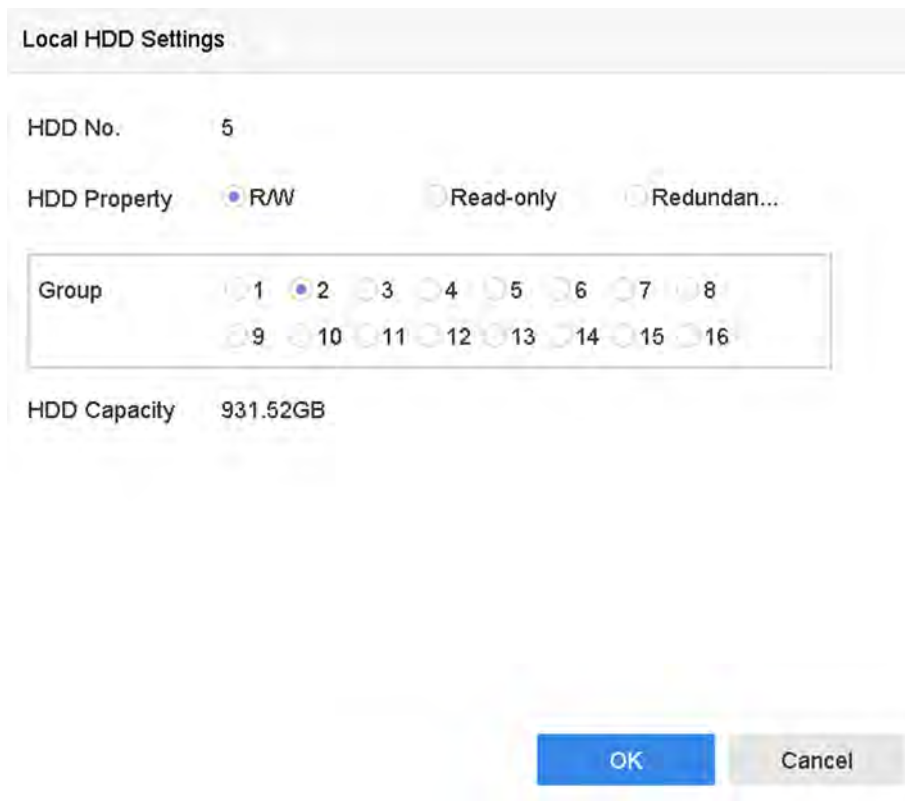 Local HDD Settings
HDD No. 5
HDD Property R/W Read-only Redundan...
Group 1 2 3 4 5 6 7 8
9 10 11 12 13 14 15 16
HDD Capacity 931.52GB
OK Cancel